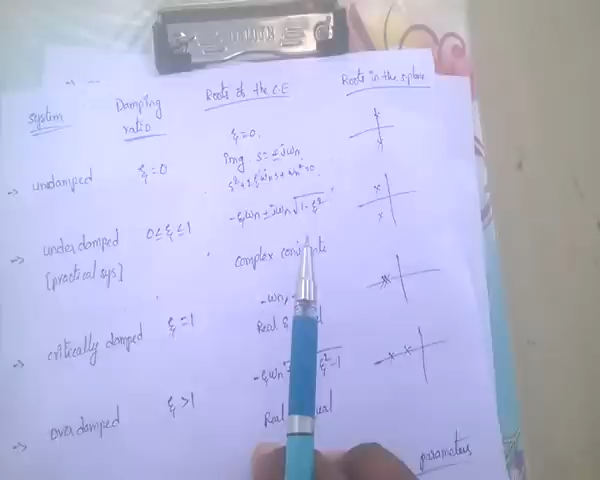 system Damping ratio Roots of the C.E Roots in the s plane
→ undamped ξ=0 ξ=0.
Img. s=±jωn
s²+2ξωns+ωn²=0.
→ underdamped 0≤ξ≤1 -ξωn±jωn√1-ξ²
[practical sys] complex
→ critically damped ξ=1 -ωn,
Real &
→ overdamped ξ>1 -ξωn ξ²-1
Real
parameters